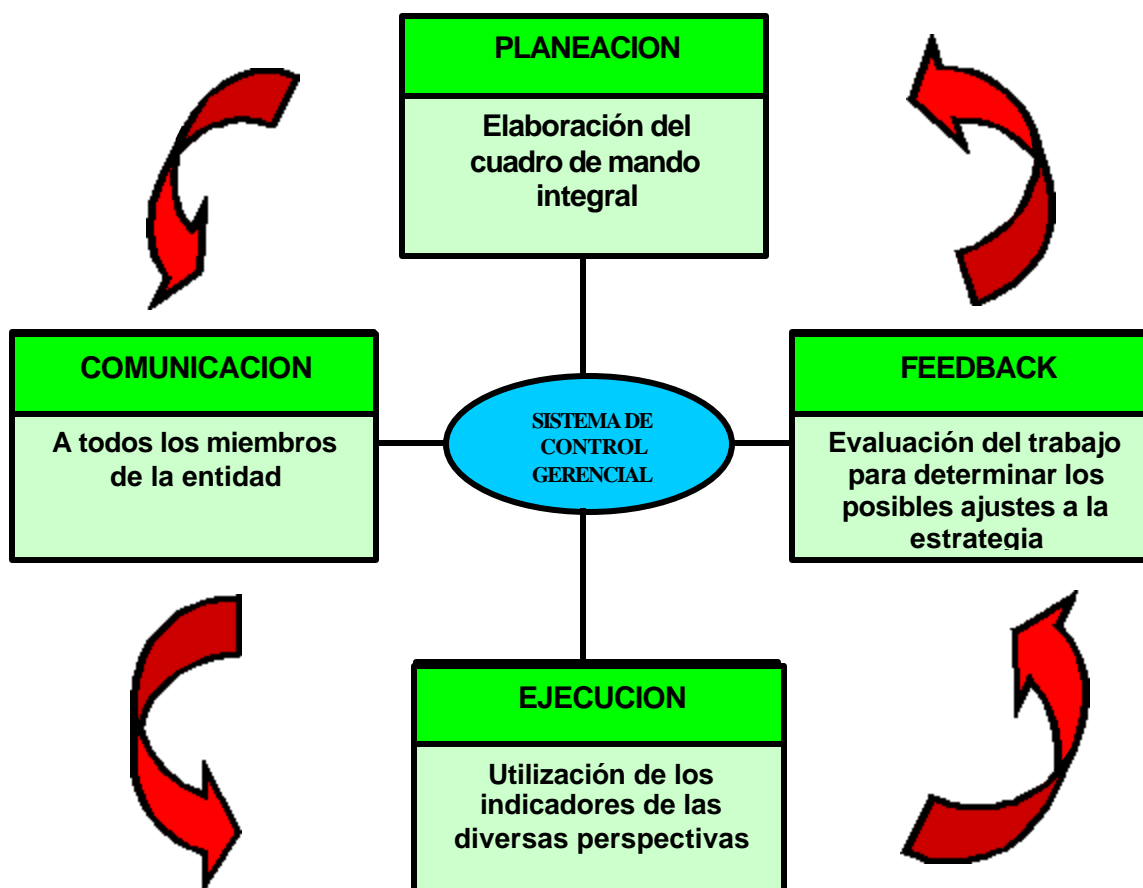 PLANEACION
Elaboración del
cuadro de mando
integral
COMUNICACION
A todos los miembros
de la entidad
SISTEMA DE
CONTROL
GERENCIAL
FEEDBACK
Evaluación del trabajo
para determinar los
posibles ajustes a la
estrategia
EJECUCION
Utilización de los
indicadores de las
diversas perspectivas